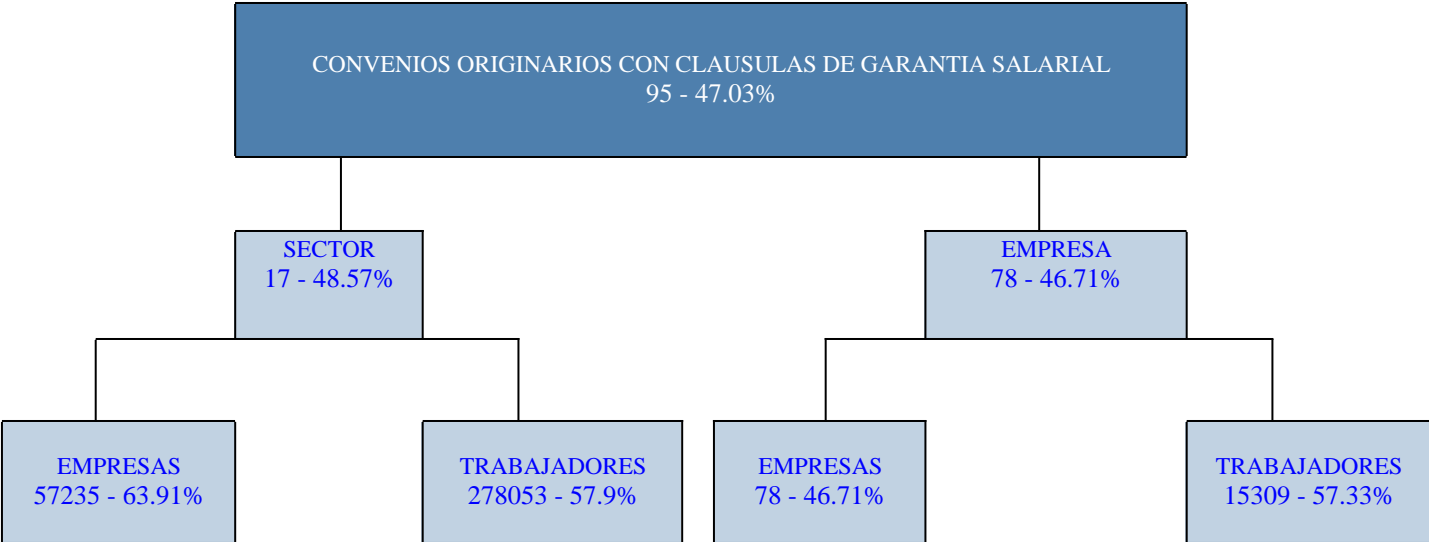 CONVENIOS ORIGINARIOS CON CLAUSULAS DE GARANTIA SALARIAL
95 - 47.03%
SECTOR
17 - 48.57%
EMPRESA
78 - 46.71%
EMPRESAS
57235 - 63.91%
TRABAJADORES
278053 - 57.9%
EMPRESAS
78 - 46.71%
TRABAJADORES
15309 - 57.33%